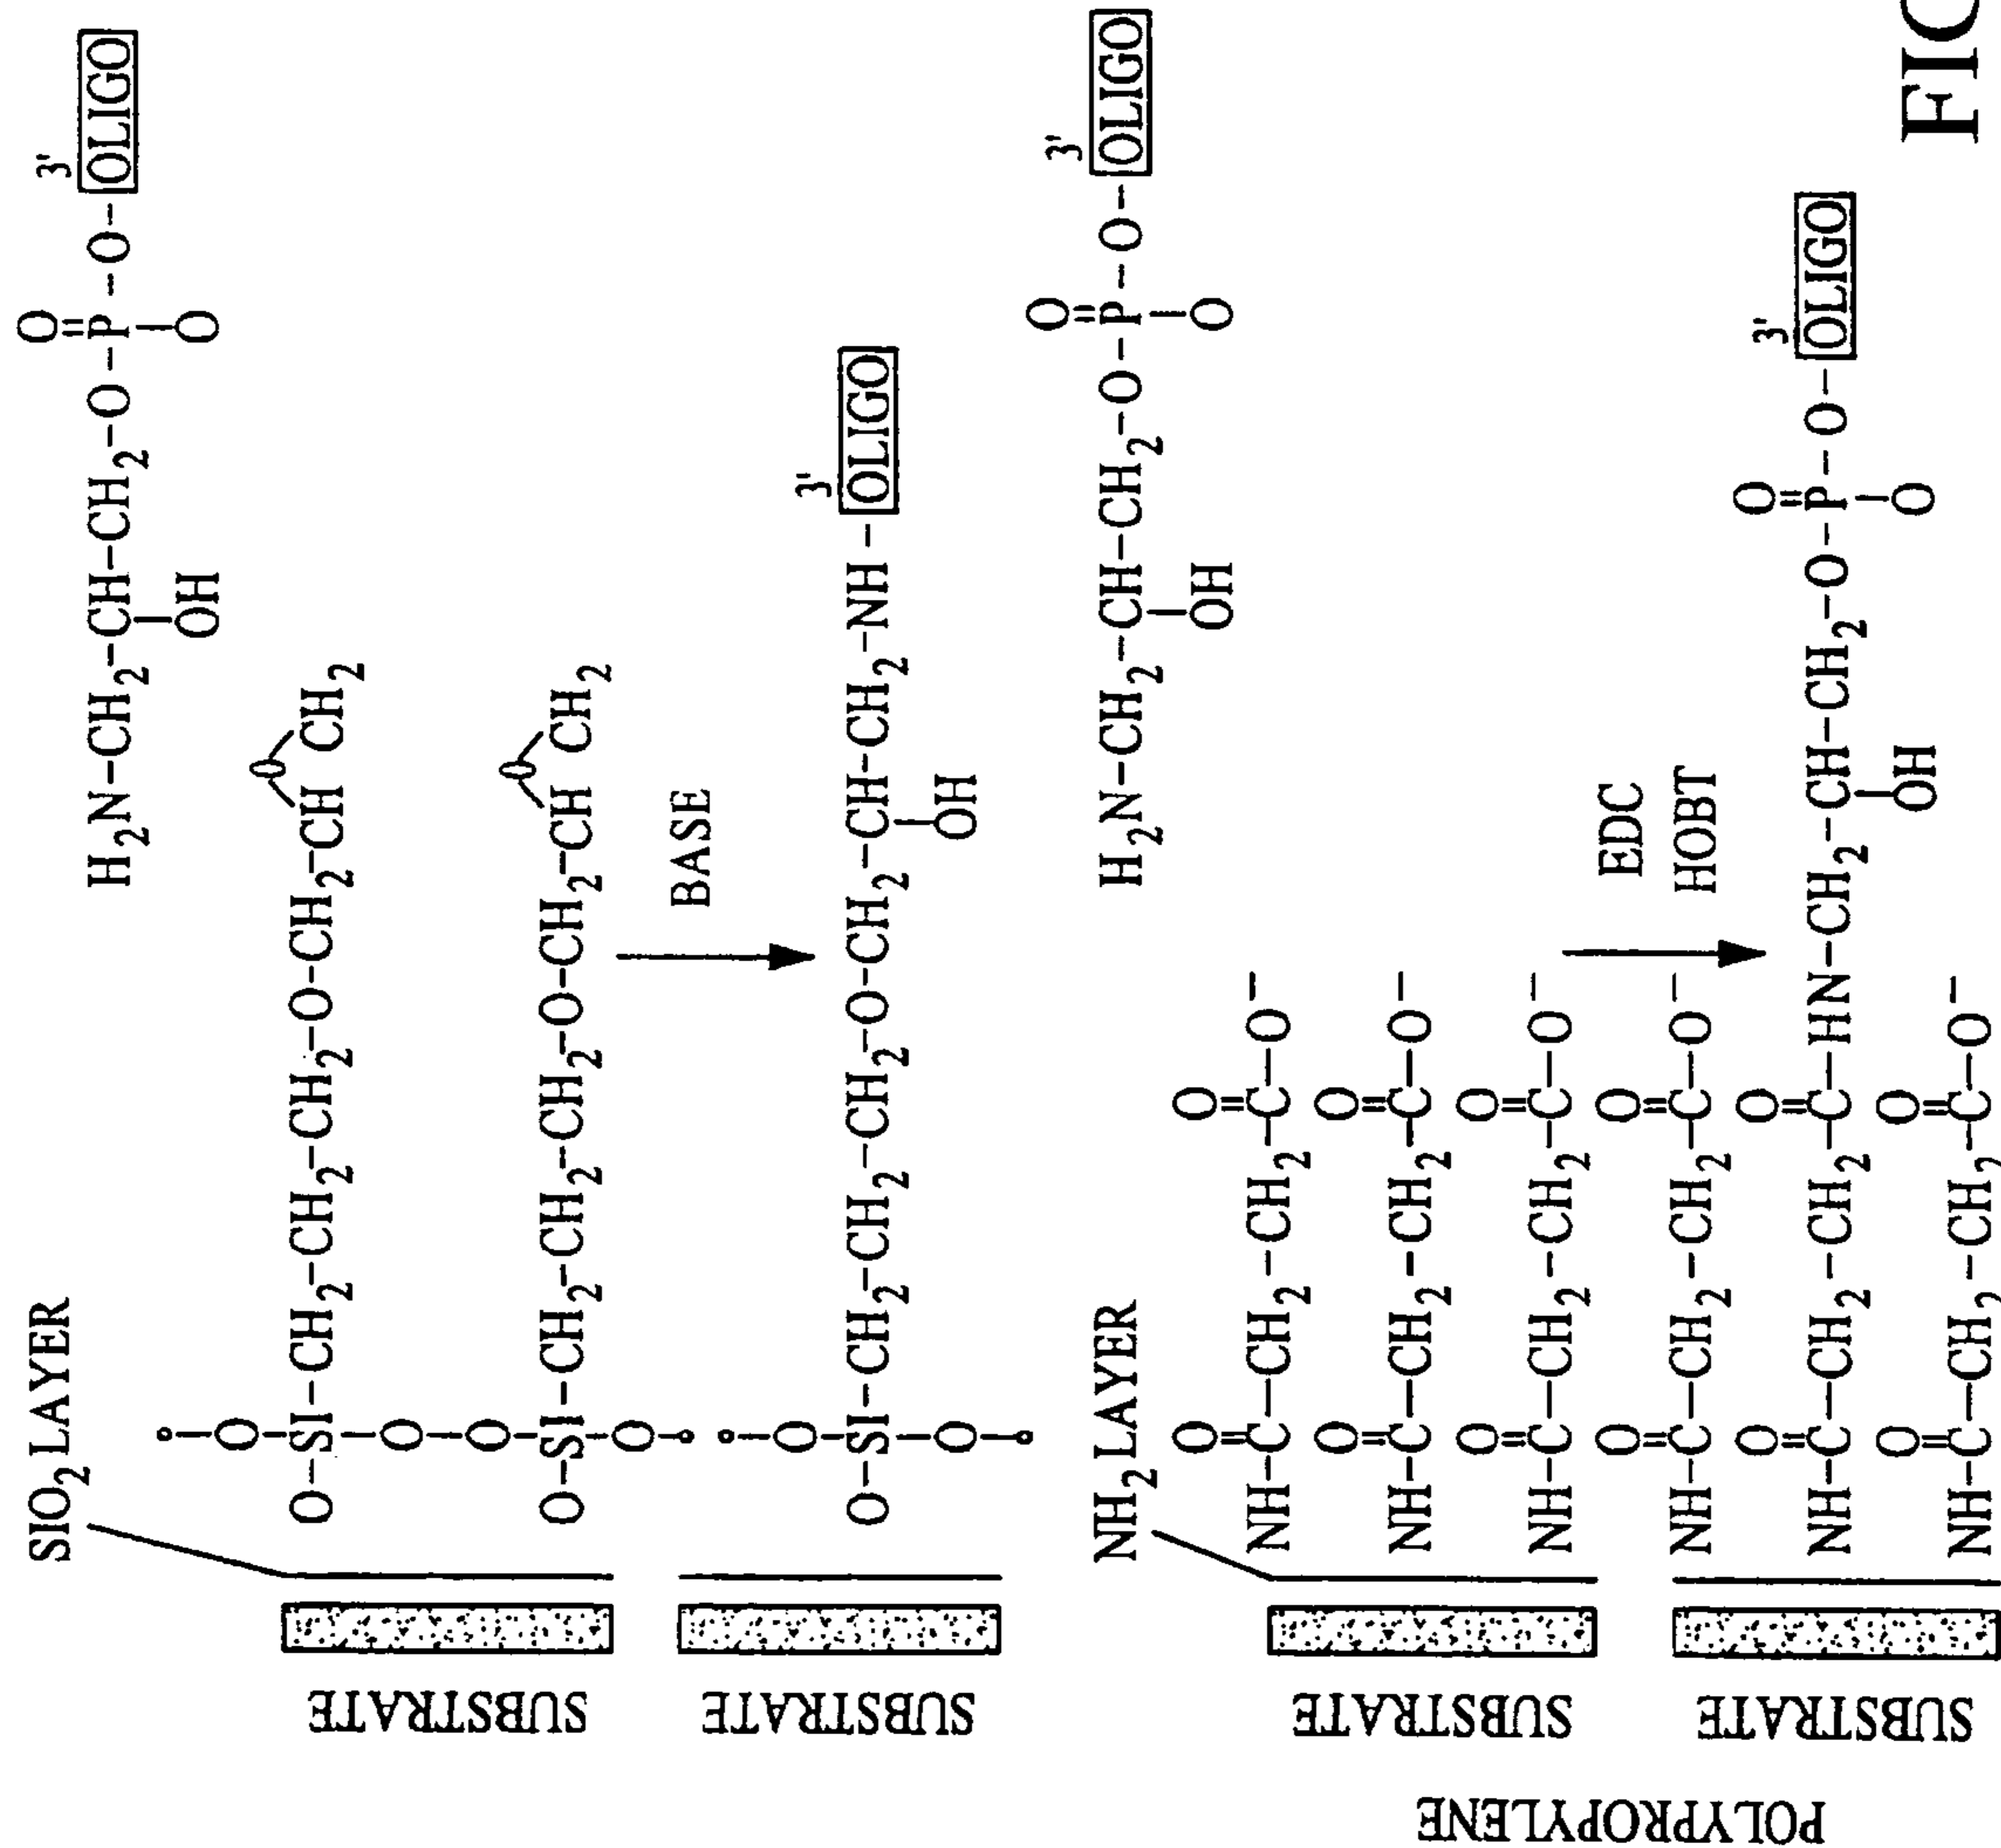 SIO₂ LAYER
O
‖
H₂N-CH₂-CH-CH₂-O-P-O-OLIGO 3'
OH O
O
O-SI-CH₂-CH₂-CH₂-O-CH₂-CH CH₂
O
O
O
O-SI-CH₂-CH₂-CH₂-O-CH₂-CH CH₂
O
SUBSTRATE
BASE
O
3'
O-SI-CH₂-CH₂-CH₂-O-CH₂-CH-CH₂-NH-OLIGO
O OH
SUBSTRATE
NH₂ LAYER
O 3'
H₂N-CH₂-CH-CH₂-O-P-O-OLIGO
OH O
O O
NH-C-CH₂-CH₂-C-O⁻
O O
NH-C-CH₂-CH₂-C-O⁻
O O
NH-C-CH₂-CH₂-C-O⁻
SUBSTRATE
POLYPROPYLENE
EDC
HOBT
O O
NH-C-CH₂-CH₂-C-O⁻
O O O 3'
NH-C-CH₂-CH₂-C-HN-CH₂-CH-CH₂-O-P-O-OLIGO
OH O
O O
NH-C-CH₂-CH₂-C-O⁻
SUBSTRATE